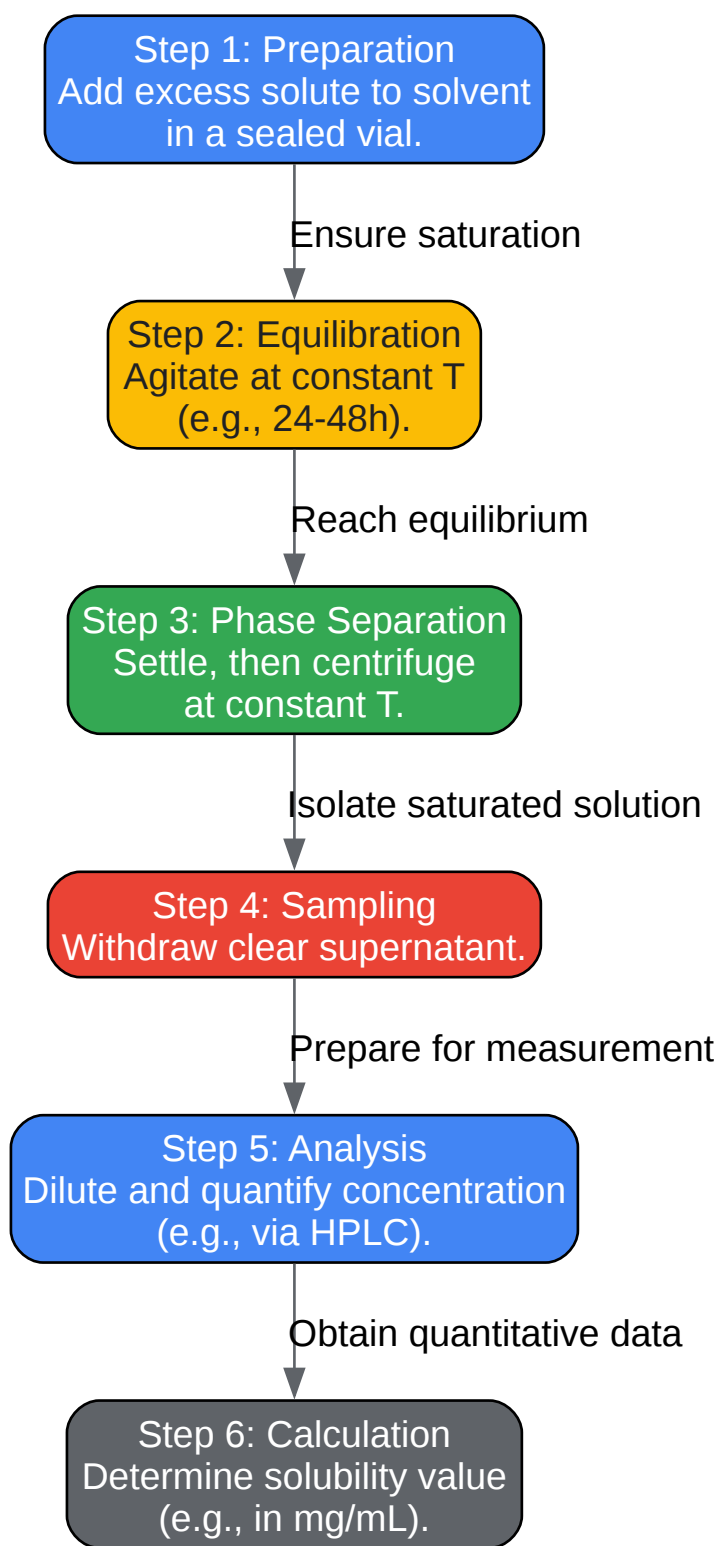 Step 1: Preparation
Add excess solute to solvent
in a sealed vial.
Ensure saturation
Step 2: Equilibration
Agitate at constant T
(e.g., 24-48h).
Reach equilibrium
Step 3: Phase Separation
Settle, then centrifuge
at constant T.
Isolate saturated solution
Step 4: Sampling
Withdraw clear supernatant.
Prepare for measurement
Step 5: Analysis
Dilute and quantify concentration
(e.g., via HPLC).
Obtain quantitative data
Step 6: Calculation
Determine solubility value
(e.g., in mg/mL).